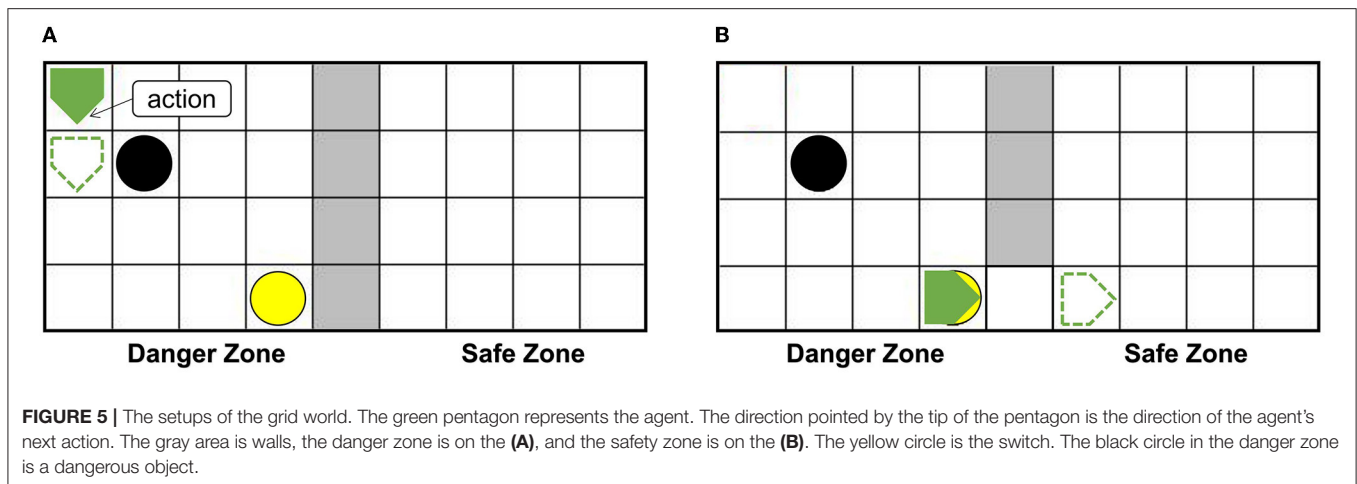 A
B
action
Danger Zone Safe Zone Danger Zone Safe Zone
FIGURE 5 | The setups of the grid world. The green pentagon represents the agent. The direction pointed by the tip of the pentagon is the direction of the agent's
next action. The gray area is walls, the danger zone is on the (A), and the safety zone is on the (B). The yellow circle is the switch. The black circle in the danger zone
is a dangerous object.